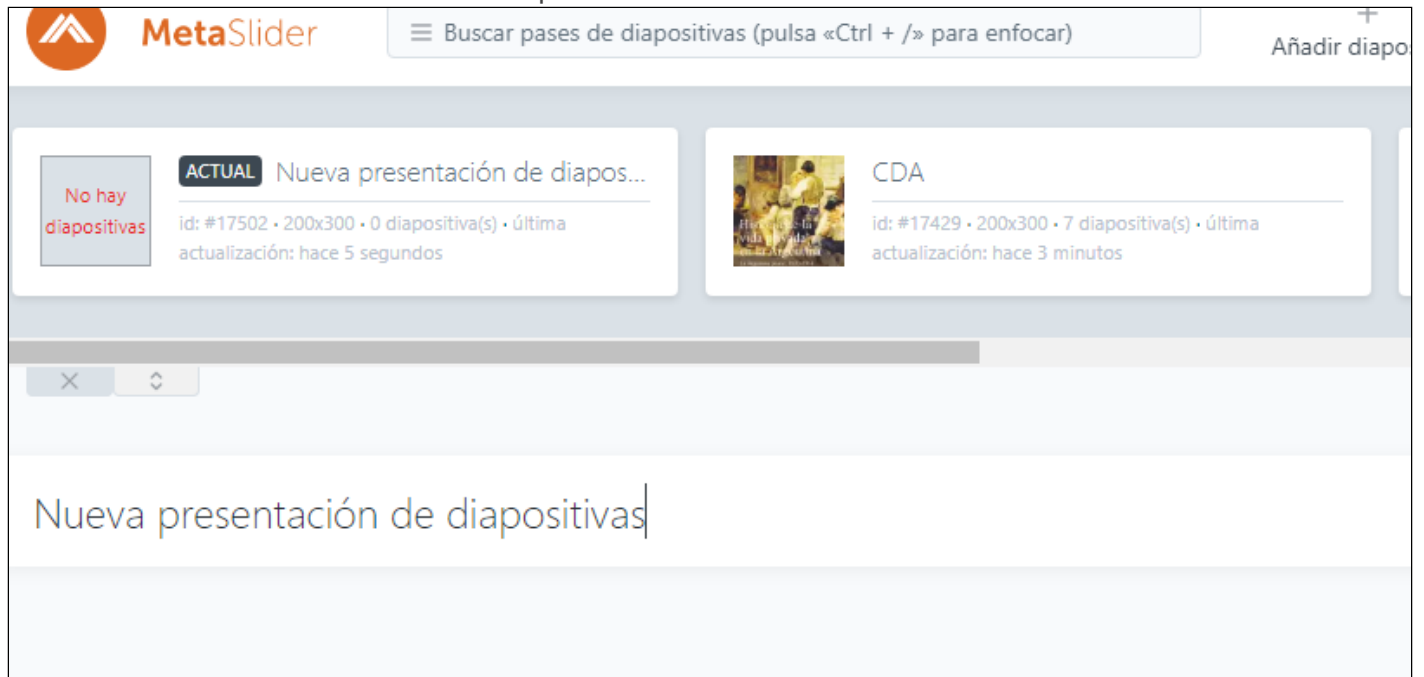 MetaSlider
Buscar pases de diapositivas (pulsa «Ctrl + /» para enfocar)
Añadir diapo
No hay
diapositivas
ACTUAL Nueva presentación de diapos...
id: #17502 • 200x300 • 0 diapositiva(s) • última
actualización: hace 5 segundos
CDA
id: #17429 • 200x300 • 7 diapositiva(s) • última
actualización: hace 3 minutos
Nueva presentación de diapositivas